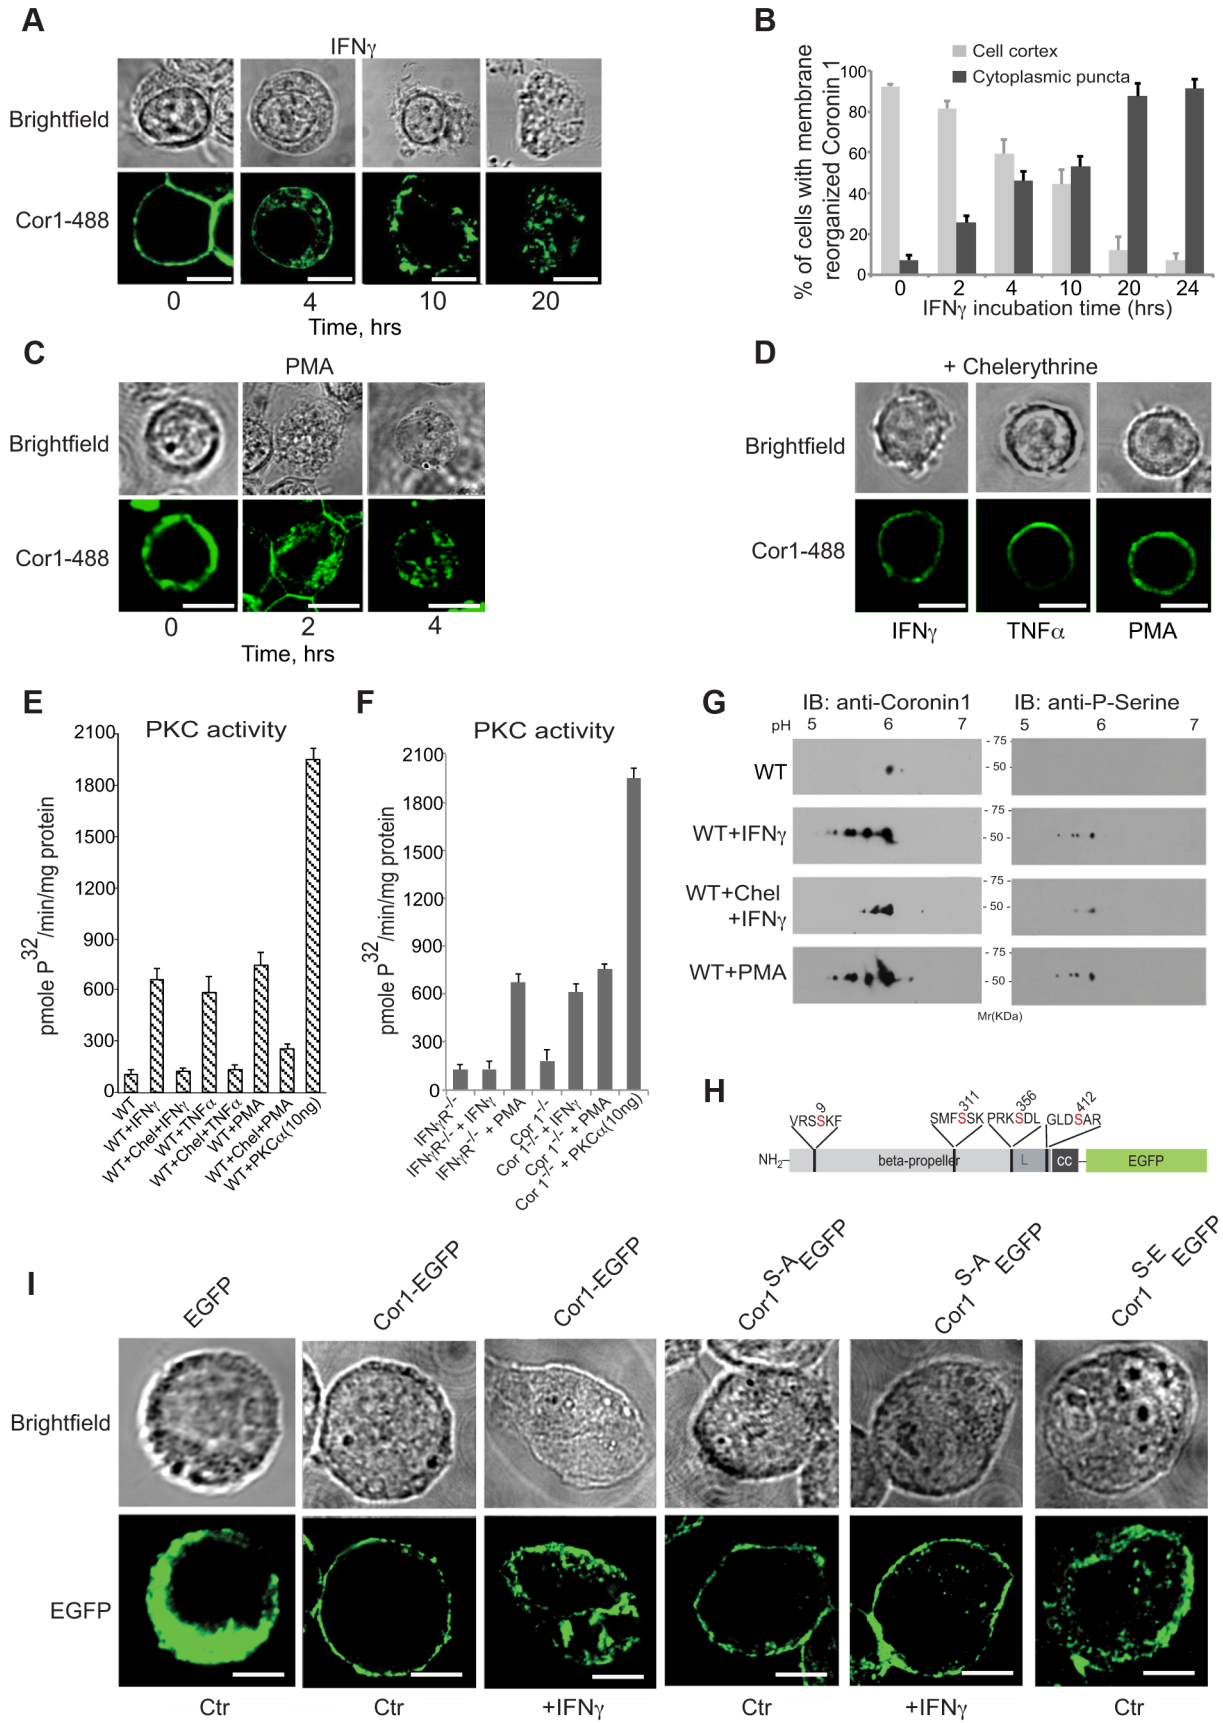 A
IFNγ
Brightfield
Cor1-488
0 4 10 20
Time, hrs
B
Cell cortex
Cytoplasmic puncta
% of cells with membrane
reorganized Coronin 1
100
80
60
40
20
0
0 2 4 10 20 24
IFNγ incubation time (hrs)
C
PMA
Brightfield
Cor1-488
0 2 4
Time, hrs
D
+ Chelerythrine
Brightfield
Cor1-488
IFNγ TNFα PMA
E
PKC activity
pmole P32/min/mg protein
2100
1800
1500
1200
900
600
300
0
WT
WT+IFNγ
WT+Chel+IFNγ
WT+TNFα
WT+Chel+TNFα
WT+PMA
WT+Chel+PMA
WT+PKCα(10ng)
F
PKC activity
pmole P32/min/mg protein
2100
1800
1500
1200
900
600
300
0
IFNγR-/-
IFNγR-/- + IFNγ
IFNγR-/- + PMA
Cor 1-/-
Cor 1-/- + IFNγ
Cor 1-/- + PMA
Cor 1-/- + PKCα(10ng)
G
IB: anti-Coronin1 IB: anti-P-Serine
pH 5 6 7 5 6 7
WT
- 75
- 50
WT+IFNγ
- 75
- 50
WT+Chel
+IFNγ
- 75
- 50
WT+PMA
- 75
- 50
Mr(KDa)
H
9 311 356 412
VRSSKF SMFSSK PRKSDL GLDSAR
NH2 beta-propeller L CC EGFP
I
EGFP
Cor1-EGFP
Cor1-EGFP
Cor1S-AEGFP
Cor1S-AEGFP
Cor1S-EEGFP
Brightfield
EGFP
Ctr Ctr +IFNγ Ctr +IFNγ Ctr